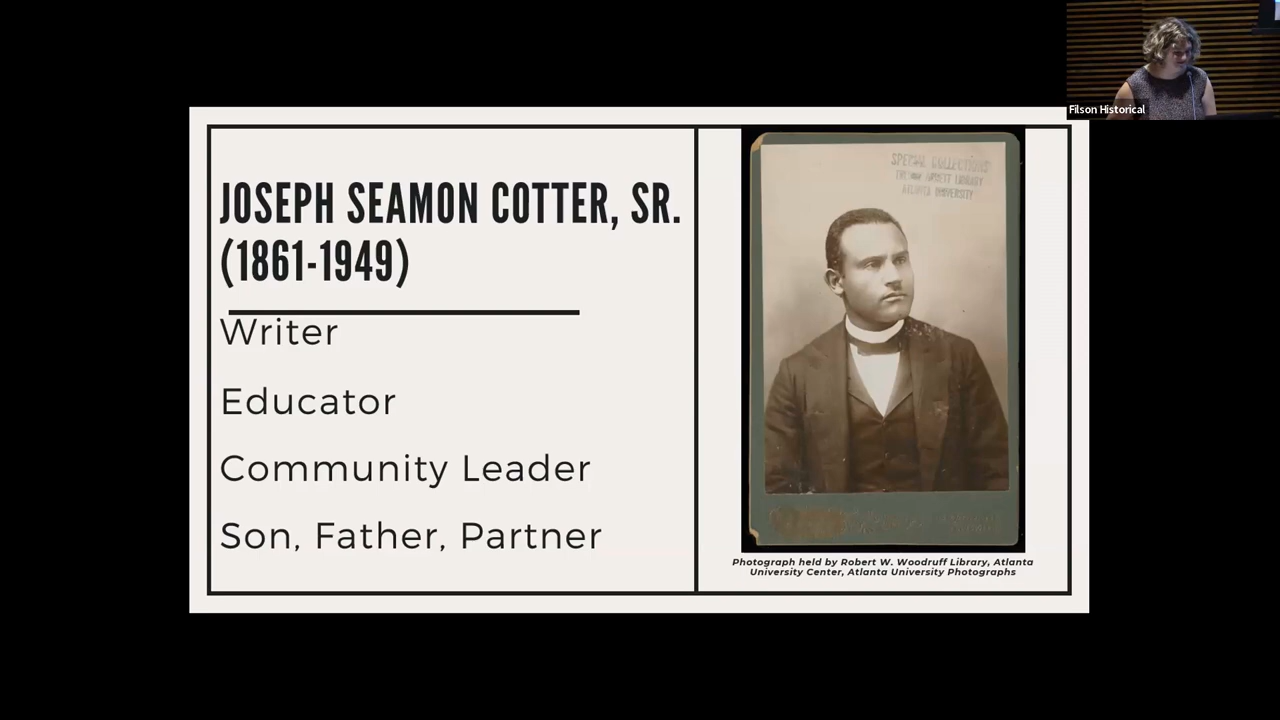 Filson Historical
JOSEPH SEAMON COTTER, SR.
(1861-1949)
Writer
Educator
Community Leader
Son, Father, Partner
SPECIAL COLLECTIONS
LIBRARY
ATLANTA UNIVERSITY
Photograph held by Robert W. Woodruff Library, Atlanta
University Center, Atlanta University Photographs